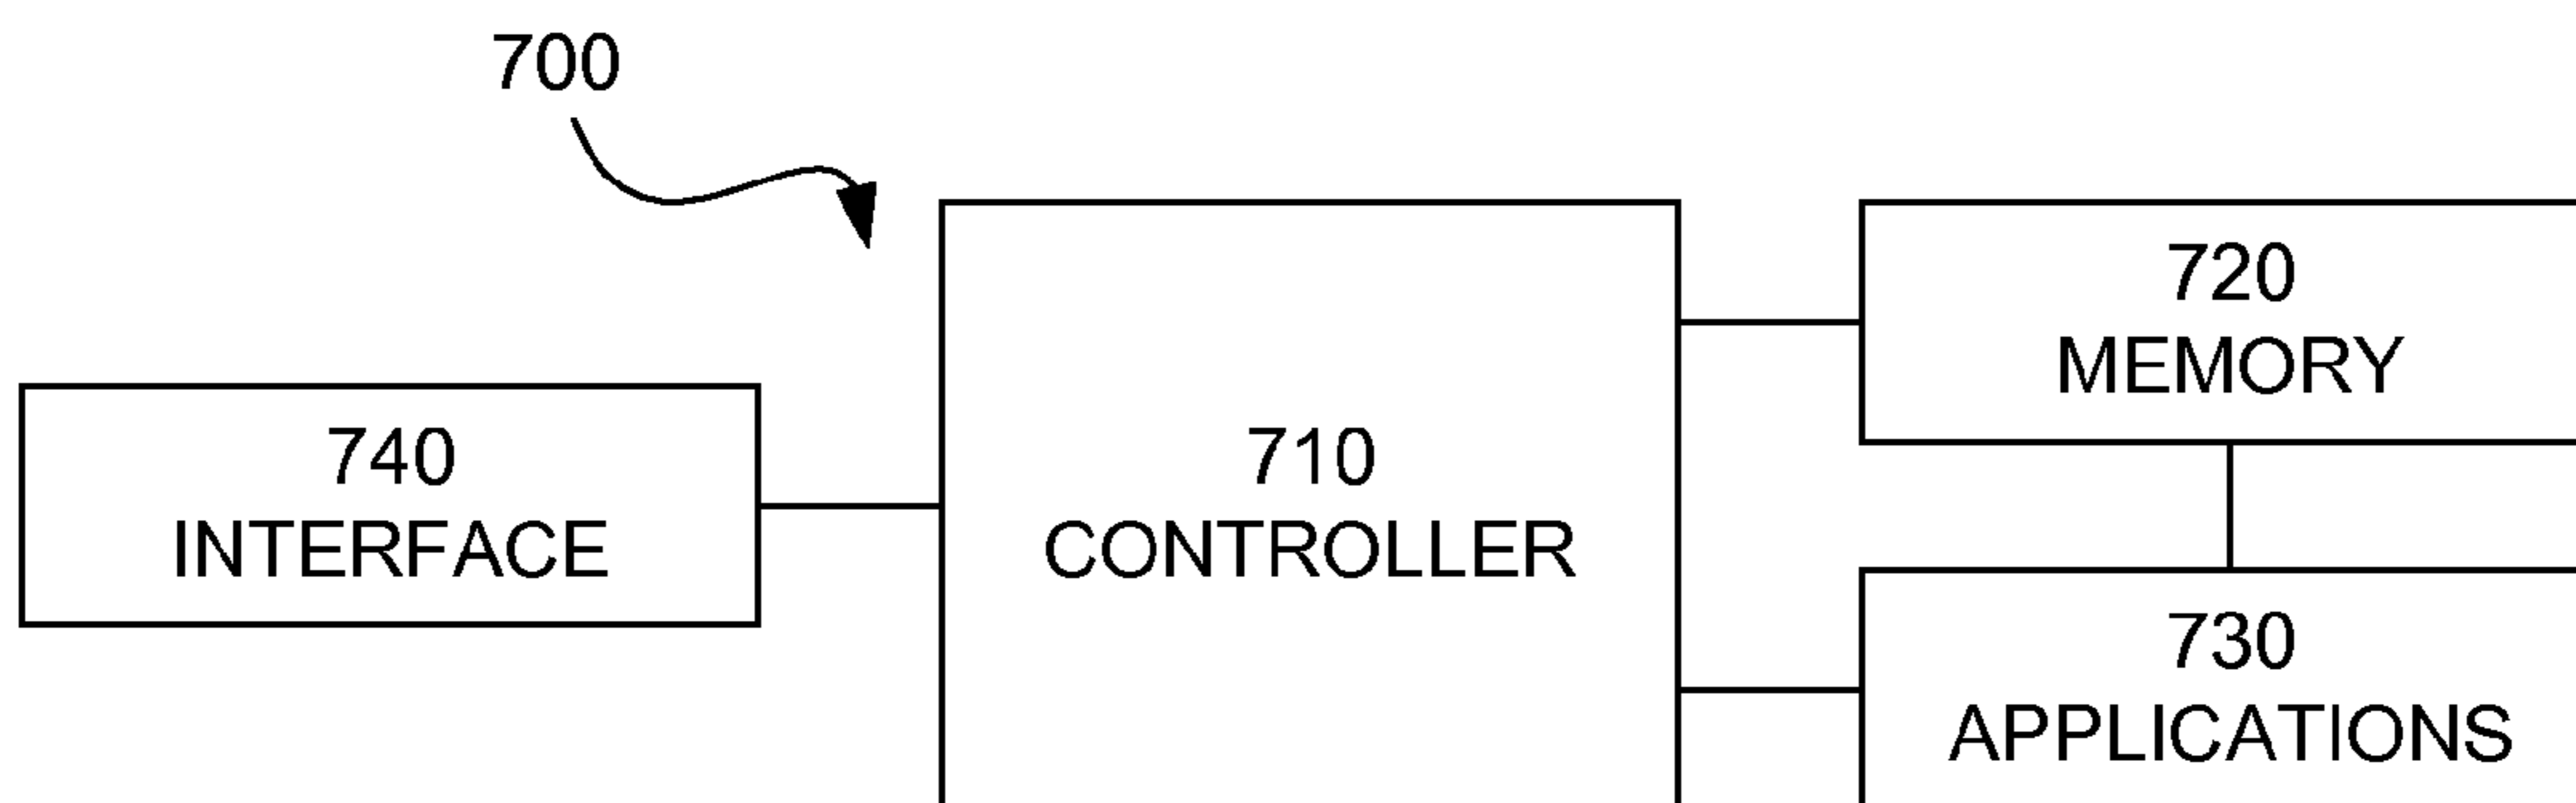 700
740
INTERFACE
710
CONTROLLER
720
MEMORY
730
APPLICATIONS